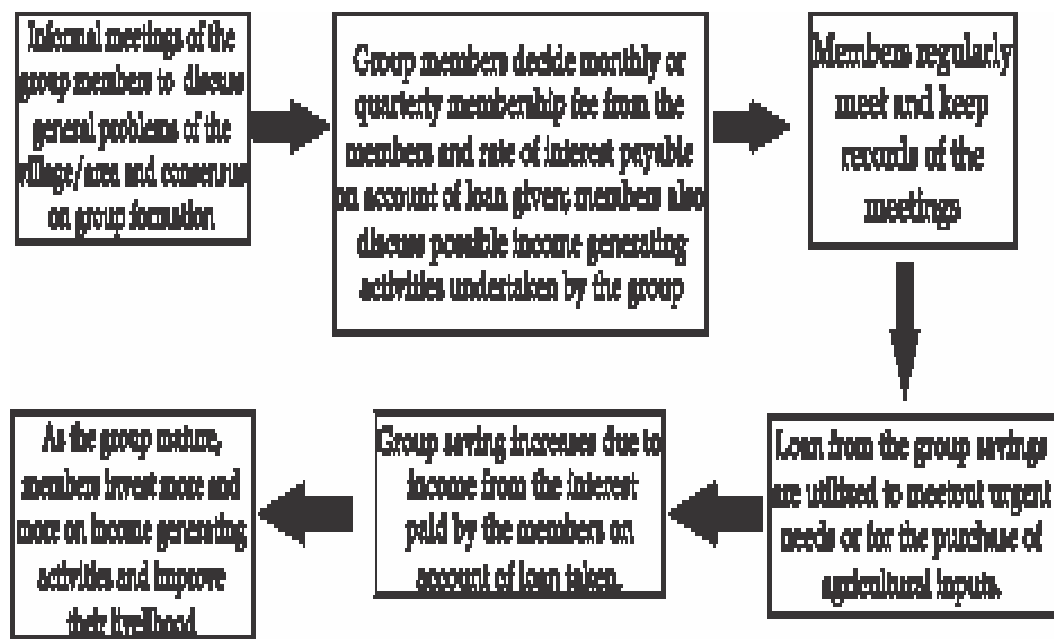 Informal meetings of the
group members to discuss
general problems of the
village/area and consensus
on group formation
Group members decide monthly or
quarterly membership fee from the
members and rate of interest payable
on account of loan given; members also
discuss possible income generating
activities undertaken by the group
Members regularly
meet and keep
records of the
meetings
Loan from the group savings
are utilized to meetout urgent
needs or for the purchase of
agricultural inputs.
Group saving increases due to
income from the interest
paid by the members on
account of loan taken.
As the group mature,
members invest more and
more on income generating
activities and improve
their livelihood.